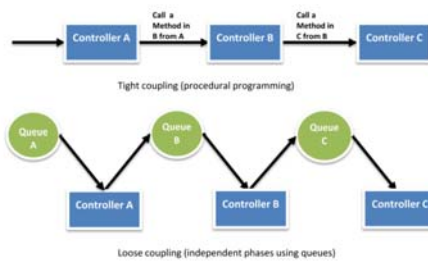 Call a
Method in
B from A
Call a
Method in
C from B
Controller A
Controller B
Controller C
Tight coupling (procedural programming)
Queue
A
Queue
B
Queue
C
Controller A
Controller B
Controller C
Loose coupling (independent phases using queues)